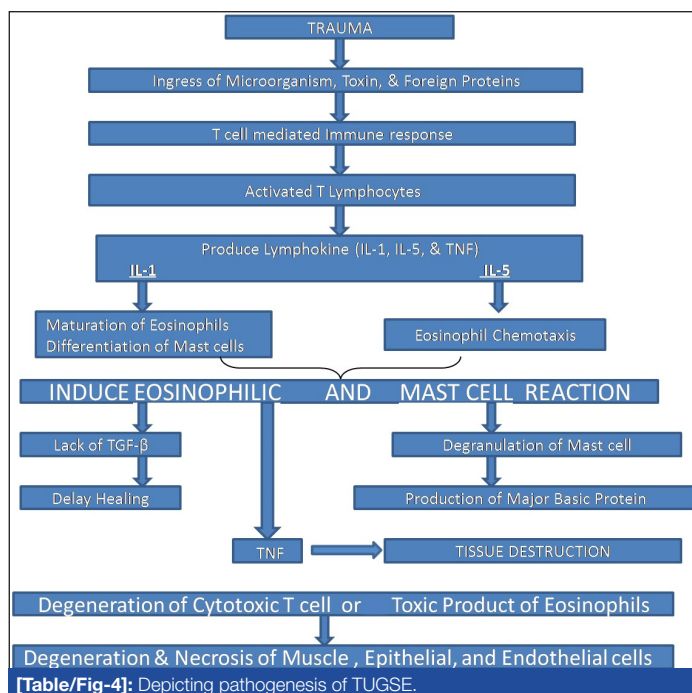 TRAUMA
Ingress of Microorganism, Toxin, & Foreign Proteins
T cell mediated Immune response
Activated T Lymphocytes
Produce Lymphokine (IL-1, IL-5, & TNF)
IL-1 IL-5
Maturation of Eosinophils
Differentiation of Mast cells
Eosinophil Chemotaxis
INDUCE EOSINOPHILIC AND MAST CELL REACTION
Lack of TGF-β
Degranulation of Mast cell
Delay Healing
Production of Major Basic Protein
TNF
TISSUE DESTRUCTION
Degeneration of Cytotoxic T cell or Toxic Product of Eosinophils
Degeneration & Necrosis of Muscle , Epithelial, and Endothelial cells
[Table/Fig-4]: Depicting pathogenesis of TUGSE.